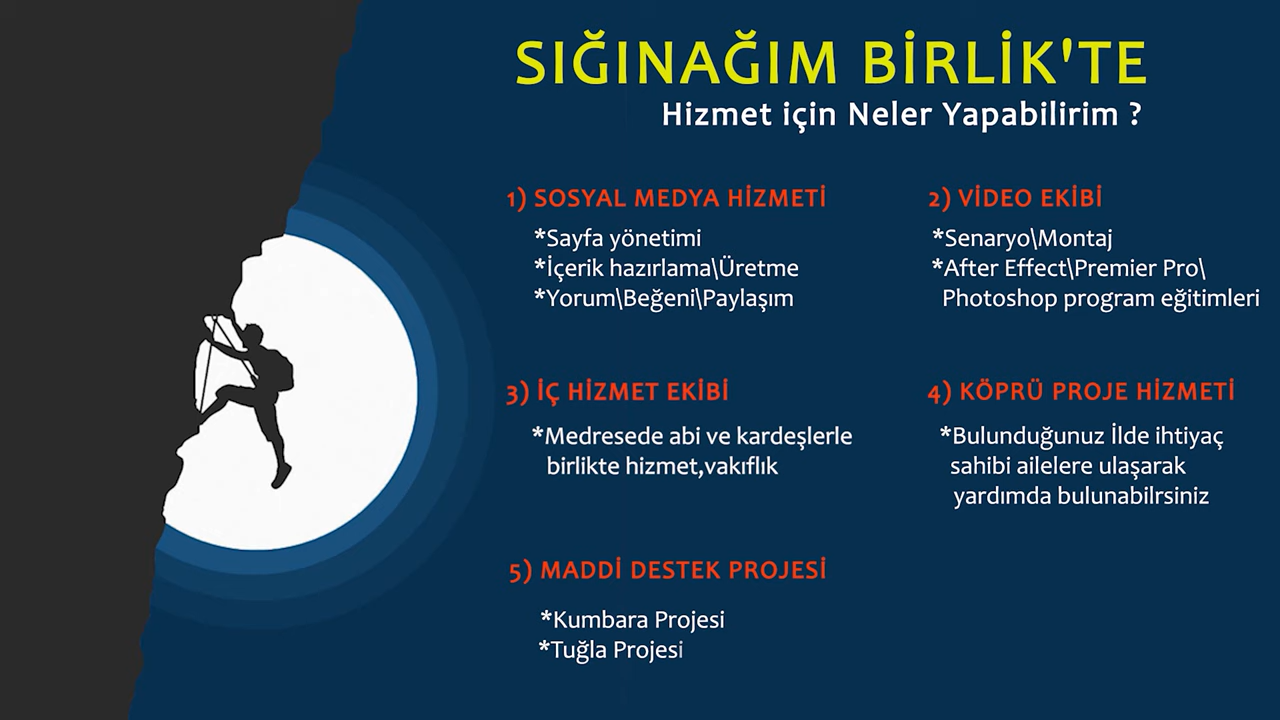 SIĞINAĞIM BİRLİK'TE
Hizmet için Neler Yapabilirim ?
1) SOSYAL MEDYA HİZMETİ
*Sayfa yönetimi
*İçerik hazırlama\Üretme
*Yorum\Beğeni\Paylaşım
2) VİDEO EKİBİ
*Senaryo\Montaj
*After Effect\Premier Pro\
Photoshop program eğitimleri
3) İÇ HİZMET EKİBİ
*Medresede abi ve kardeşlerle
birlikte hizmet,vakıflık
4) KÖPRÜ PROJE HİZMETİ
*Bulunduğunuz İlde ihtiyaç
sahibi ailelere ulaşarak
yardımda bulunabilrsiniz
5) MADDİ DESTEK PROJESİ
*Kumbara Projesi
*Tuğla Projesi